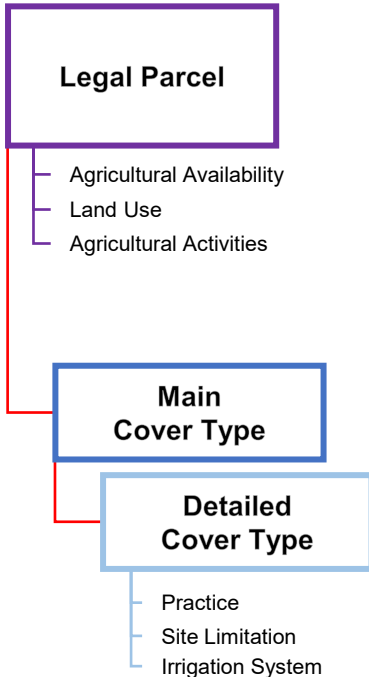 Legal Parcel
Agricultural Availability
Land Use
Agricultural Activities
Main
Cover Type
Detailed
Cover Type
Practice
Site Limitation
Irrigation System